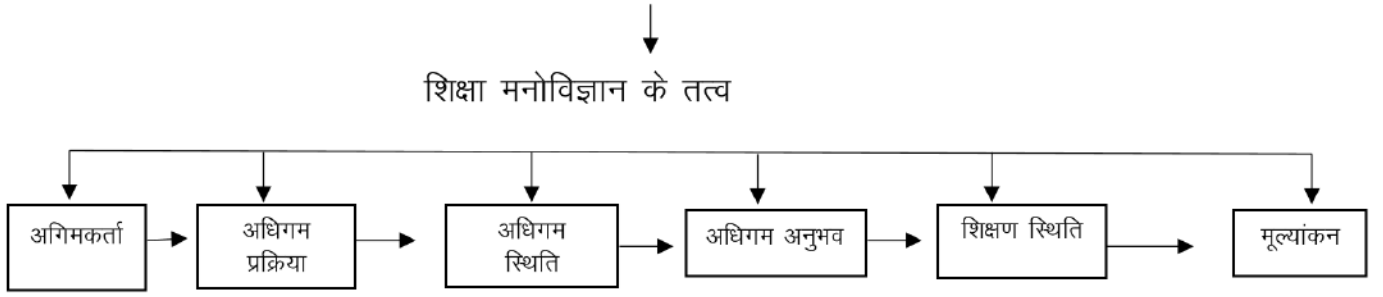 शिक्षा मनोविज्ञान के तत्व
अगिमकर्ता
अधिगम
प्रक्रिया
अधिगम
स्थिति
अधिगम अनुभव
शिक्षण स्थिति
मूल्यांकन